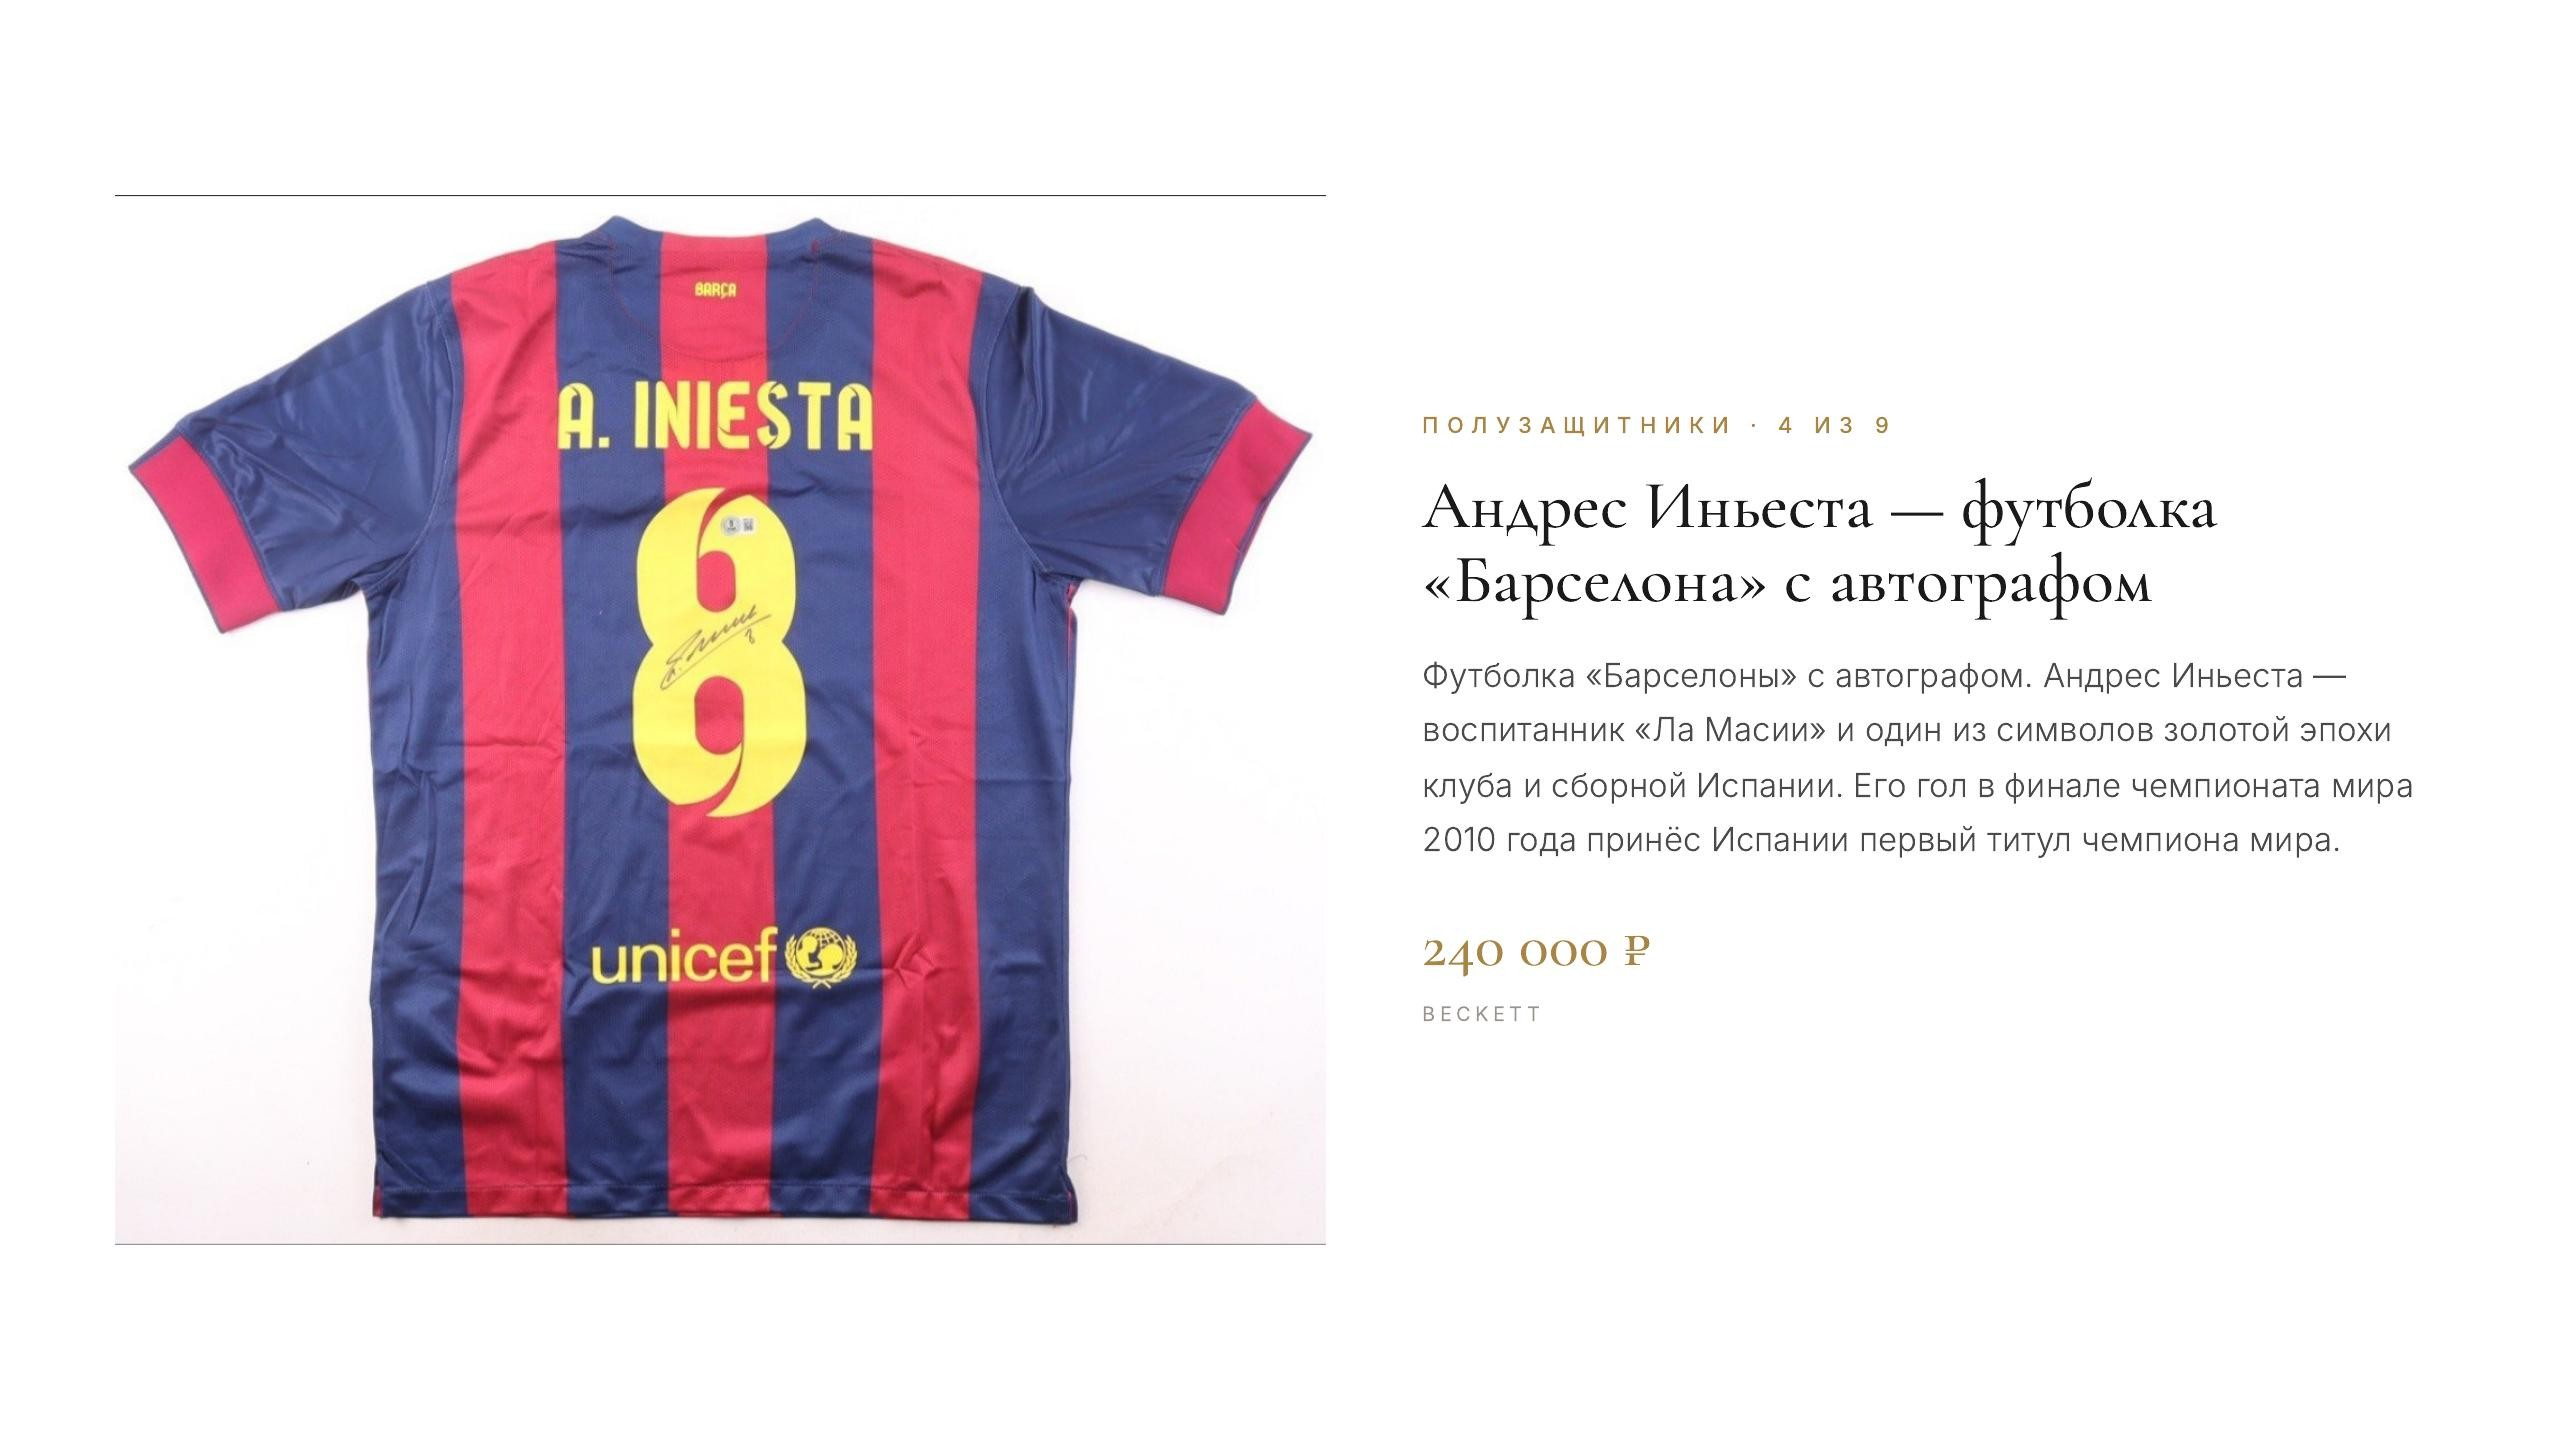 BARÇA
A. INIESTA
8
unicef
ПОЛУЗАЩИТНИКИ · 4 ИЗ 9
Андрес Иньеста — футболка
«Барселона» с автографом
Футболка «Барселоны» с автографом. Андрес Иньеста —
воспитанник «Ла Масии» и один из символов золотой эпохи
клуба и сборной Испании. Его гол в финале чемпионата мира
2010 года принёс Испании первый титул чемпиона мира.
240 000 ₽
BECKETT